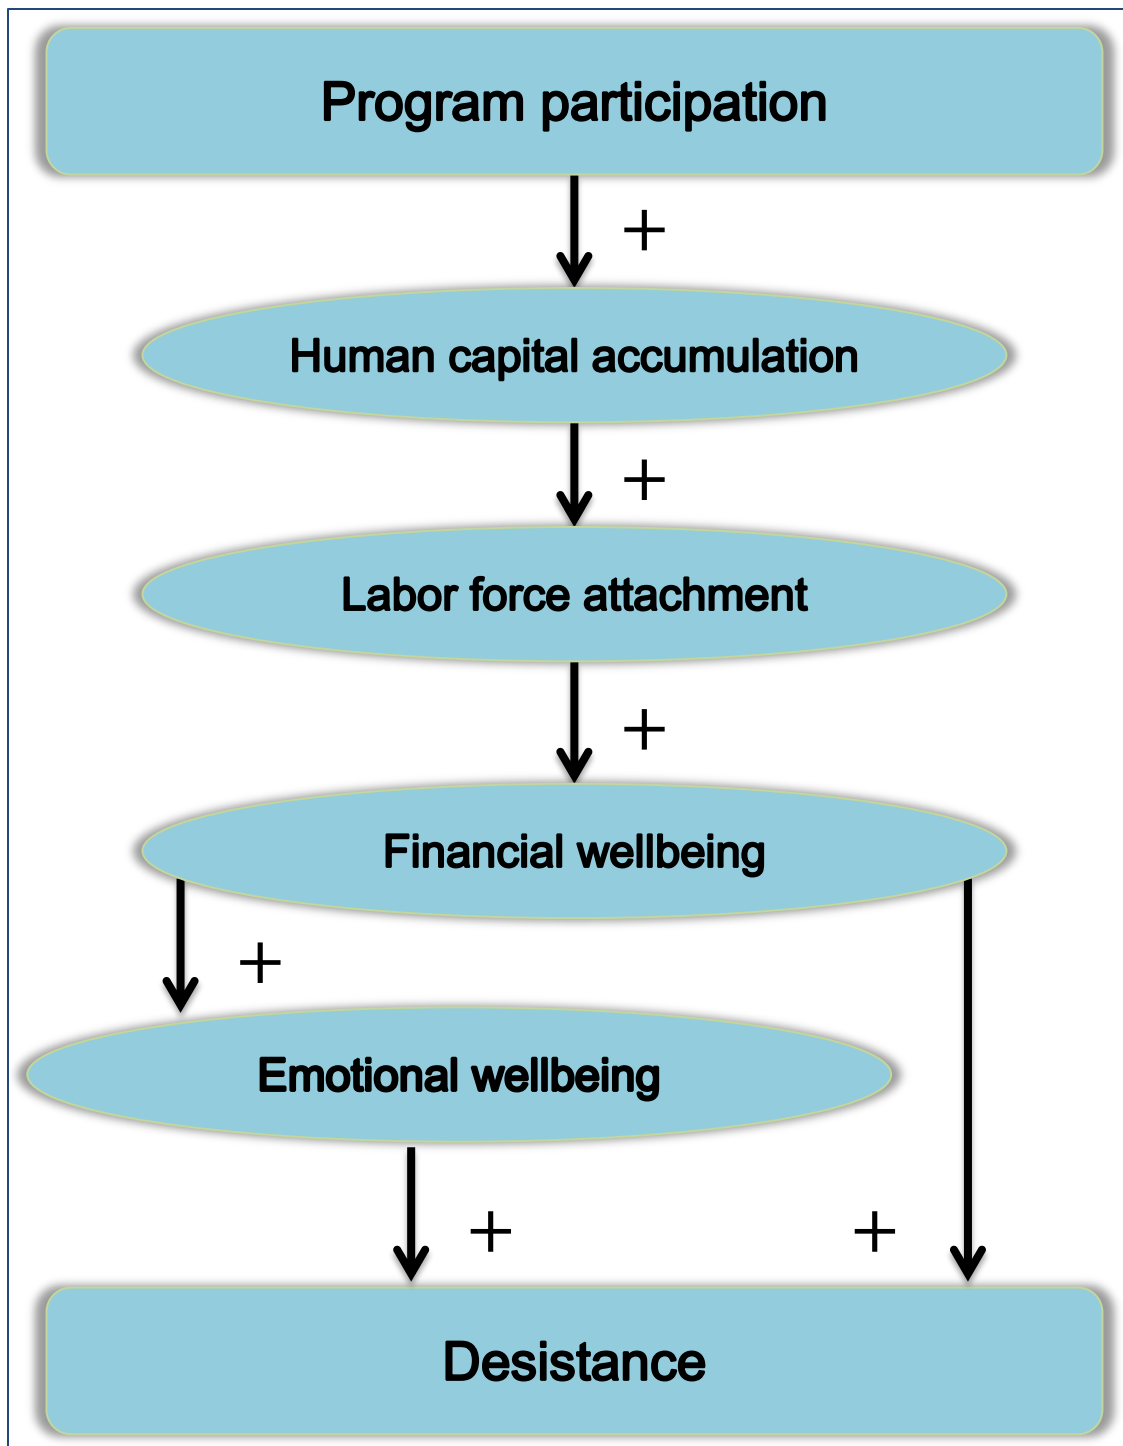 Program participation
+
Human capital accumulation
+
Labor force attachment
+
Financial wellbeing
+
Emotional wellbeing
+ +
Desistance